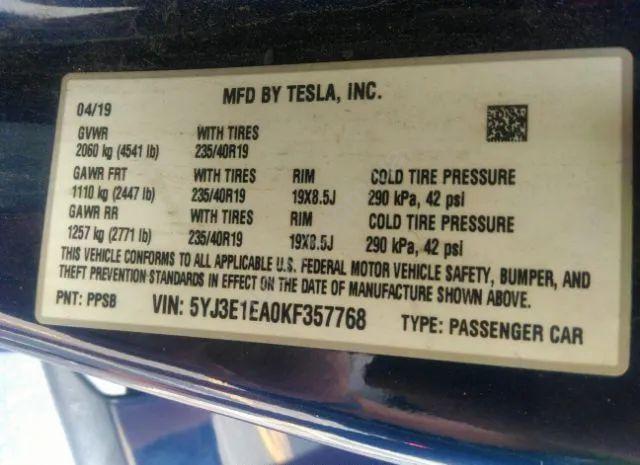 MFD BY TESLA, INC.
04/19
GVWR WITH TIRES
2060 kg (4541 lb) 235/40R19
GAWR FRT WITH TIRES RIM COLD TIRE PRESSURE
1110 kg (2447 lb) 235/40R19 19X8.5J 290 kPa, 42 psi
GAWR RR WITH TIRES RIM COLD TIRE PRESSURE
1257 kg (2771 lb) 235/40R19 19X8.5J 290 kPa, 42 psi
THIS VEHICLE CONFORMS TO ALL APPLICABLE U.S. FEDERAL MOTOR VEHICLE SAFETY, BUMPER, AND
THEFT PREVENTION STANDARDS IN EFFECT ON THE DATE OF MANUFACTURE SHOWN ABOVE.
PNT: PPSB VIN: 5YJ3E1EA0KF357768 TYPE: PASSENGER CAR